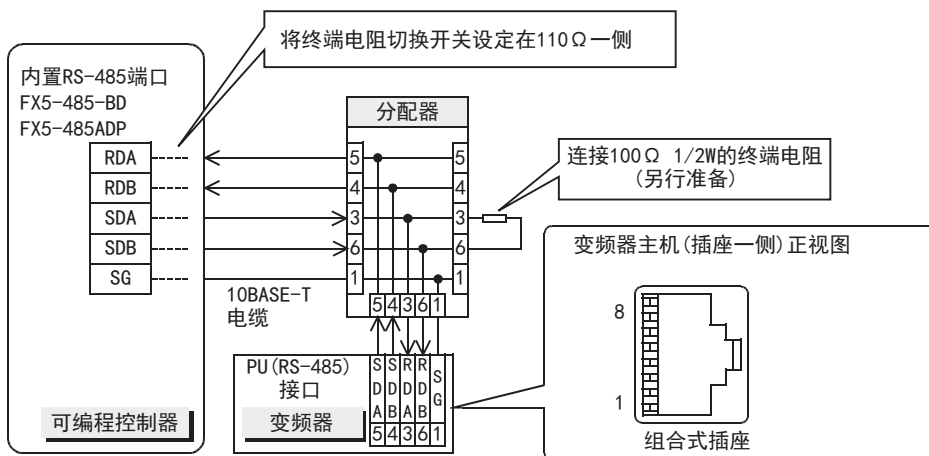 将终端电阻切换开关设定在110Ω一侧
内置RS-485端口
FX5-485-BD
FX5-485ADP
RDA
RDB
SDA
SDB
SG
分配器
5 5
4 4
3 3
6 6
1 1
5 4 3 6 1
连接100Ω 1/2W的终端电阻
(另行准备)
10BASE-T
电缆
PU(RS-485)
接口
变频器
SDA SDB RDA RDB SG
5 4 3 6 1
可编程控制器
变频器主机(插座一侧)正视图
8
1
组合式插座